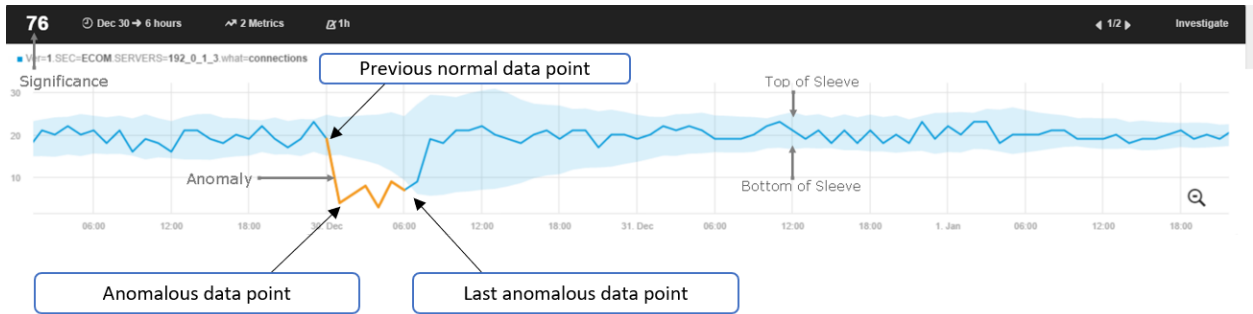 76 Dec 30 → 6 hours 2 Metrics 1h 1/2 Investigate
Ver=1.SEC=ECOM.SERVERS=192_0_1_3.what=connections
Previous normal data point
Significance
Top of Sleeve
30
20
10
Anomaly
Bottom of Sleeve
06:00 12:00 18:00 30. Dec 06:00 12:00 18:00 31. Dec 06:00 12:00 18:00 1. Jan 06:00 12:00 18:00
Anomalous data point
Last anomalous data point